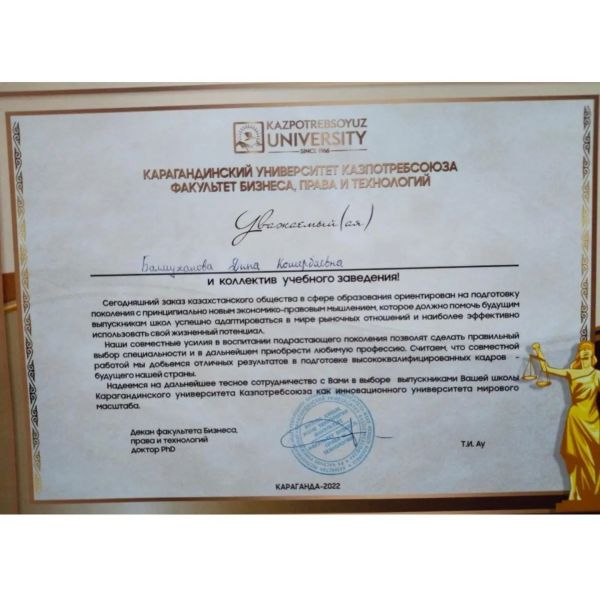 KAZPOTREBSOYUZ
UNIVERSITY
SINCE 1966
КАРАГАНДИНСКИЙ УНИВЕРСИТЕТ КАЗПОТРЕБСОЮЗА
ФАКУЛЬТЕТ БИЗНЕСА, ПРАВА И ТЕХНОЛОГИЙ
Уважаемый(ая)
Балмуханова
и коллектив учебного заведения!
Сегодняшний заказ казахстанского общества в сфере образования ориентирован на подготовку
поколения с принципиально новым экономико-правовым мышлением, которое должно помочь будущим
выпускникам школ успешно адаптироваться в мире рыночных отношений и наиболее эффективно
использовать свой жизненный потенциал.
Наши совместные усилия в воспитании подрастающего поколения позволят сделать правильный
выбор специальности и в дальнейшем приобрести любимую профессию. Считаем, что совместной
работой мы добьемся отличных результатов в подготовке высококвалифицированных кадров -
будущего нашей страны.
Надеемся на дальнейшее тесное сотрудничество с Вами в выборе выпускниками Вашей школы
Карагандинского университета Казпотребсоюза как инновационного университета мирового
масштаба.
Декан факультета Бизнеса,
права и технологий
доктор PhD
Т.И. Ау
КАРАГАНДА-2022